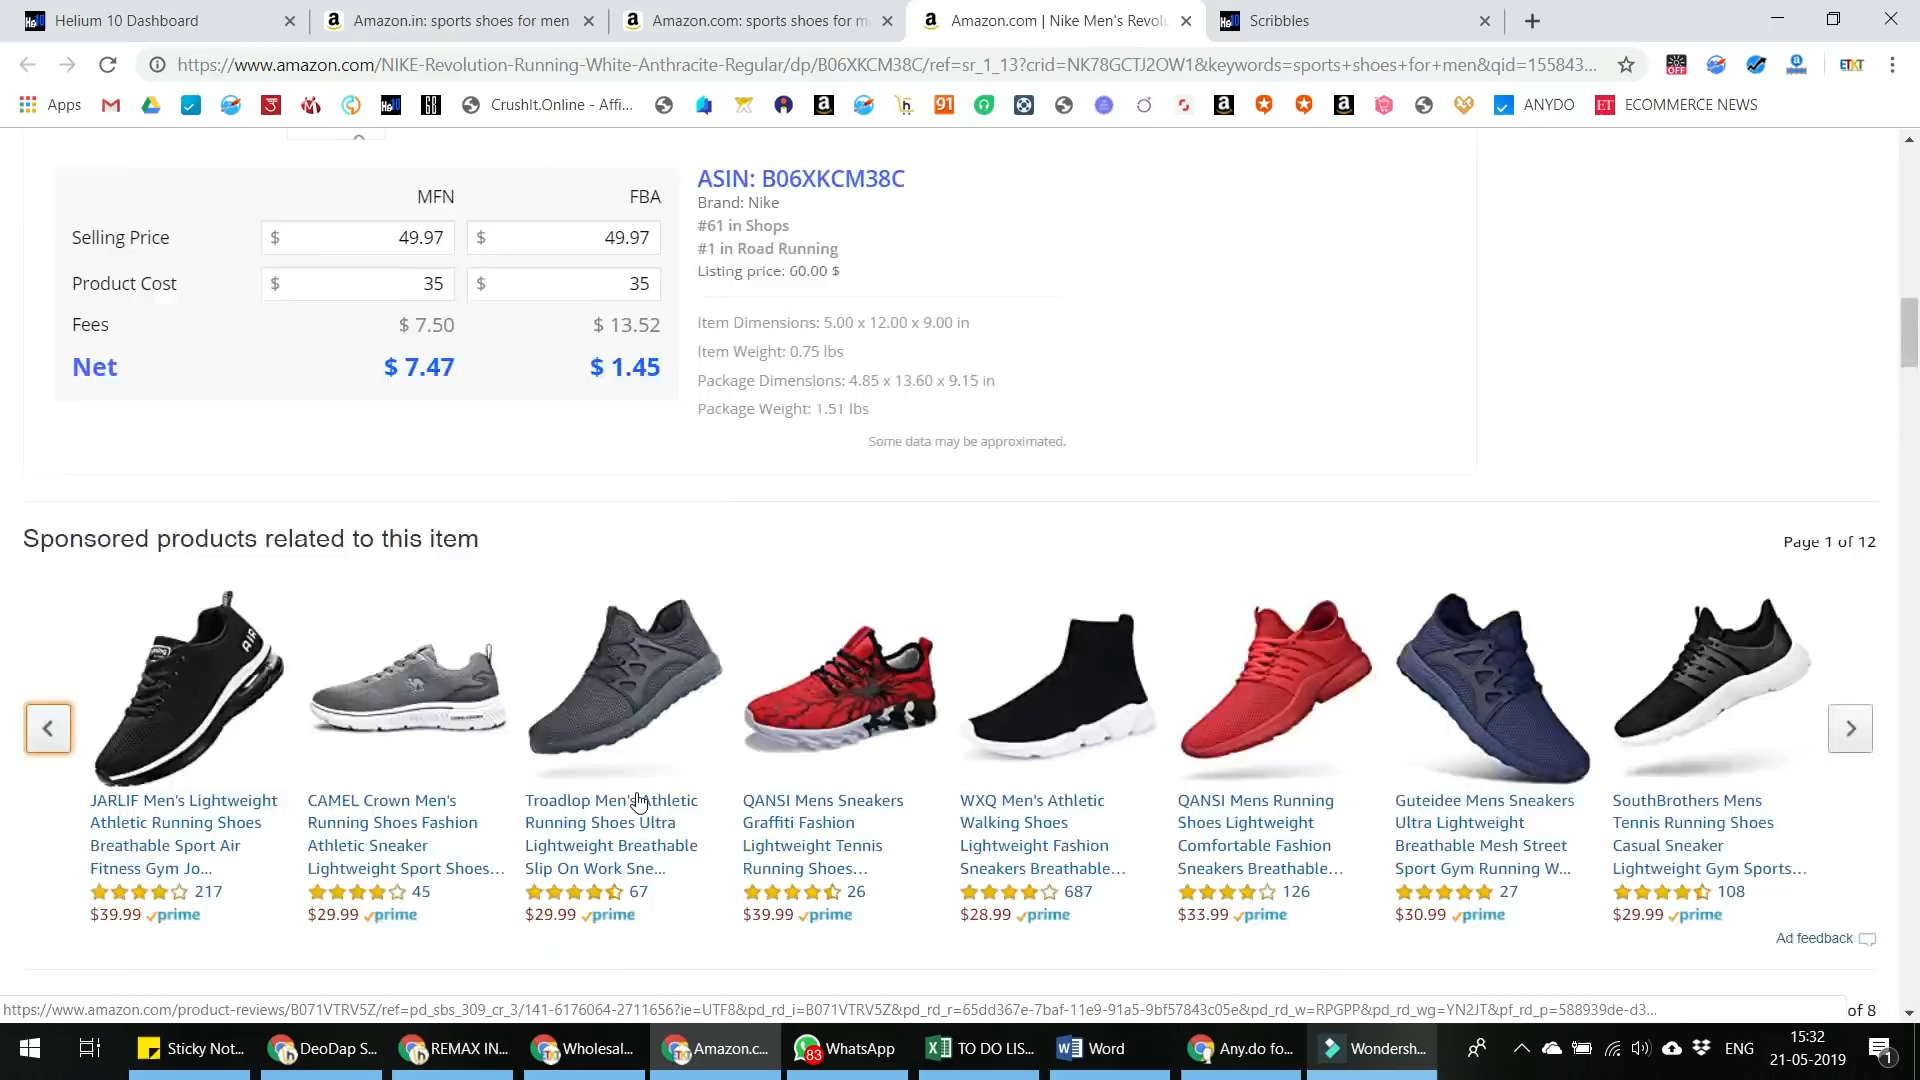 Helium 10 Dashboard
Amazon.in: sports shoes for men
Amazon.com: sports shoes for m
Amazon.com | Nike Men's Revolu
Scribbles
https://www.amazon.com/NIKE-Revolution-Running-White-Anthracite-Regular/dp/B06XKCM38C/ref=sr_1_13?crid=NK78GCTJ2OW1&keywords=sports+shoes+for+men&qid=155843...
OFF
ETXT
Apps
CrushIt.Online - Affi...
91
ANYDO
ET ECOMMERCE NEWS
MFN FBA
Selling Price $ 49.97 $ 49.97
Product Cost $ 35 $ 35
Fees $ 7.50 $ 13.52
Net $ 7.47 $ 1.45
ASIN: B06XKCM38C
Brand: Nike
#61 in Shops
#1 in Road Running
Listing price: 60.00 $
Item Dimensions: 5.00 x 12.00 x 9.00 in
Item Weight: 0.75 lbs
Package Dimensions: 4.85 x 13.60 x 9.15 in
Package Weight: 1.51 lbs
Some data may be approximated.
Sponsored products related to this item
Page 1 of 12
AIR
JARLIF Men's Lightweight
Athletic Running Shoes
Breathable Sport Air
Fitness Gym Jo...
217
$39.99 prime
CAMEL Crown Men's
Running Shoes Fashion
Athletic Sneaker
Lightweight Sport Shoes...
45
$29.99 prime
Troadlop Men's Athletic
Running Shoes Ultra
Lightweight Breathable
Slip On Work Sne...
67
$29.99 prime
QANSI Mens Sneakers
Graffiti Fashion
Lightweight Tennis
Running Shoes...
26
$39.99 prime
WXQ Men's Athletic
Walking Shoes
Lightweight Fashion
Sneakers Breathable...
687
$28.99 prime
QANSI Mens Running
Shoes Lightweight
Comfortable Fashion
Sneakers Breathable...
126
$33.99 prime
Guteidee Mens Sneakers
Ultra Lightweight
Breathable Mesh Street
Sport Gym Running W...
27
$30.99 prime
SouthBrothers Mens
Tennis Running Shoes
Casual Sneaker
Lightweight Gym Sports...
108
$29.99 prime
Ad feedback
https://www.amazon.com/product-reviews/B071VTRV5Z/ref=pd_sbs_309_cr_3/141-6176064-2711656?ie=UTF8&pd_rd_i=B071VTRV5Z&pd_rd_r=65dd367e-7baf-11e9-91a5-9bf57843c05e&pd_rd_w=RPGPP&pd_rd_wg=YN2JT&pf_rd_p=588939de-d3...
of 8
Sticky Not...
DeoDap S...
REMAX IN...
Wholesal...
Amazon.c...
83 WhatsApp
TO DO LIS...
Word
Any.do fo...
Wondersh...
ENG
15:32
21-05-2019
1